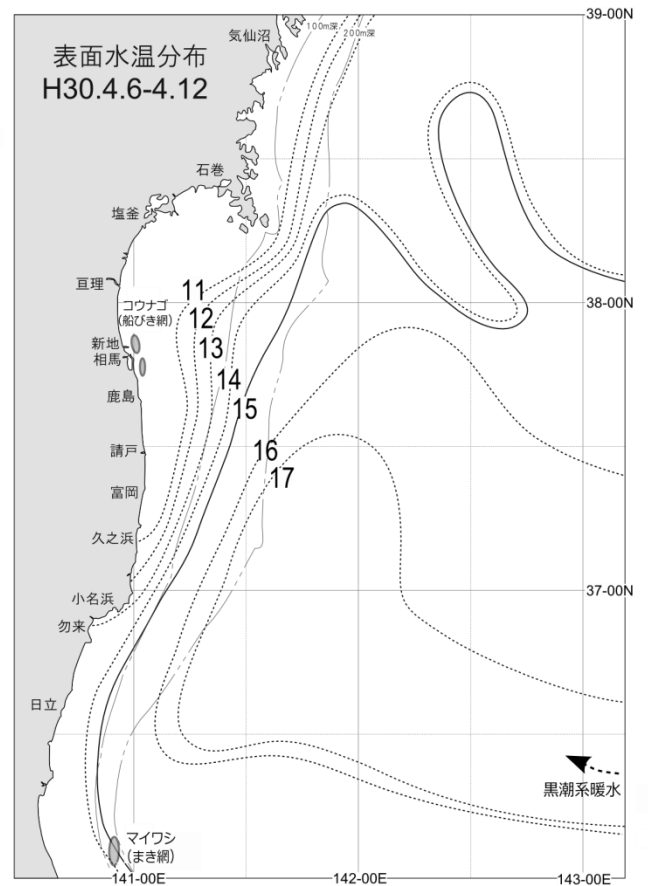 39-00N
100m深
200m深
気仙沼
表面水温分布
H30.4.6-4.12
石巻
塩釜
亘理
11
38-00N
コウナゴ
(船びき網)
12
新地
13
相馬
14
鹿島
15
請戸
16
17
富岡
久之浜
37-00N
小名浜
勿来
日立
黒潮系暖水
マイワシ
(まき網)
141-00E
142-00E
143-00E